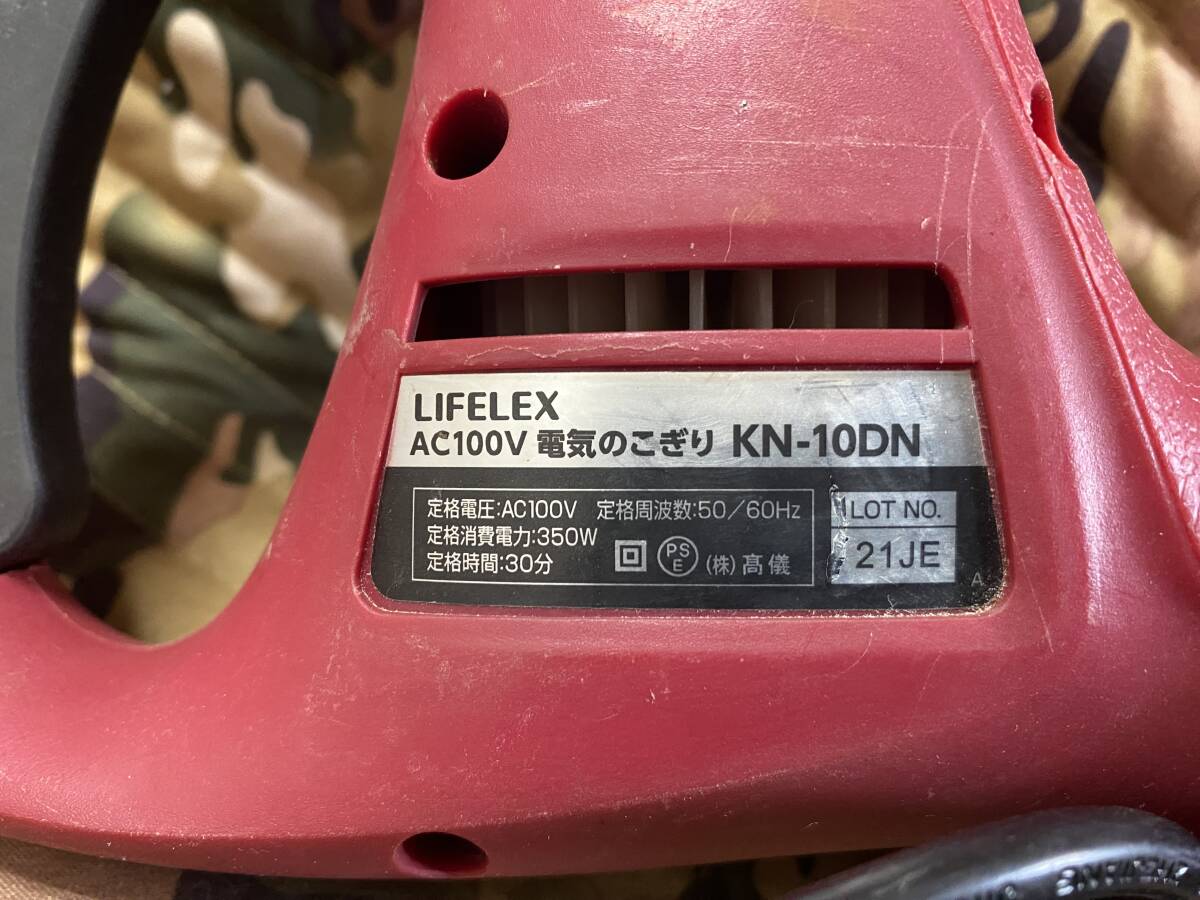 LIFELEX
AC100V 電気のこぎり KN-10DN
定格電圧:AC100V 定格周波数:50/60Hz
定格消費電力:350W
定格時間:30分
PS
E
(株)髙儀
LOT NO.
21JE
A